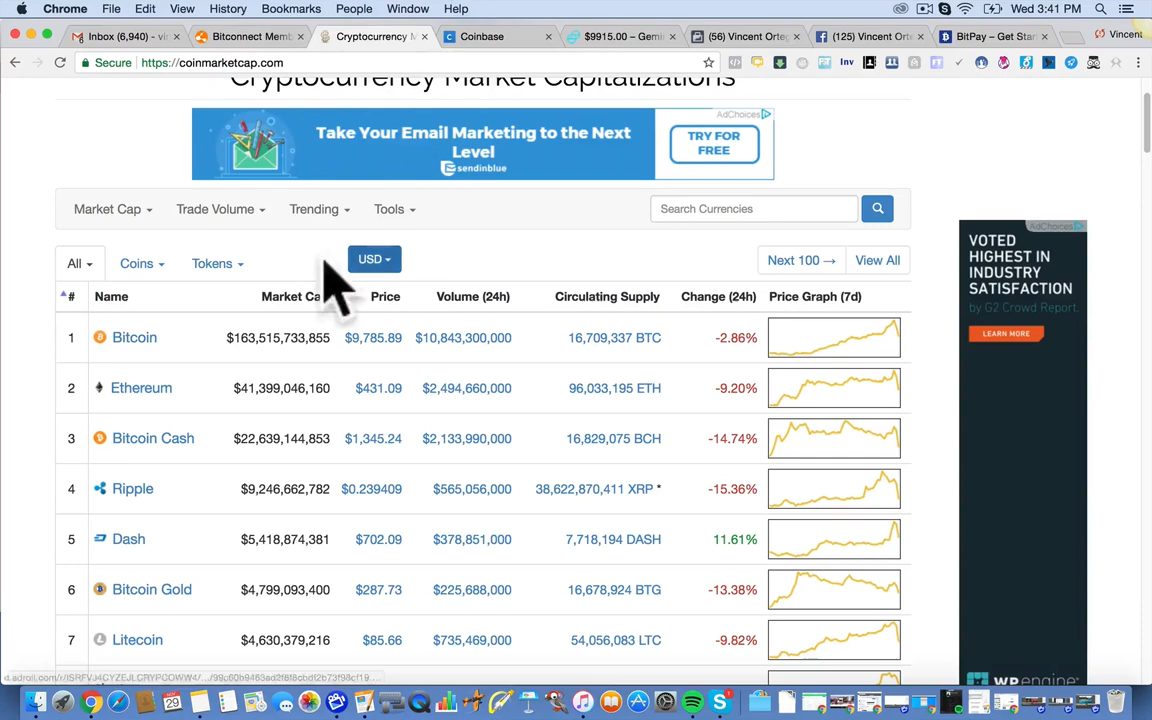 Chrome File Edit View History Bookmarks People Window Help Wed 3:41 PM
Inbox (6,940) - vi Bitconnect Memb Cryptocurrency M Coinbase $9915.00 - Gemin (56) Vincent Orteg (125) Vincent Orte BitPay – Get Star Vincent
Secure https://coinmarketcap.com
Cryptocurrency Market Capitalizations
Take Your Email Marketing to the Next
Level
sendinblue
AdChoices
TRY FOR
FREE
Market Cap Trade Volume Trending Tools Search Currencies
All Coins Tokens USD Next 100 → View All
# Name Market Ca Price Volume (24h) Circulating Supply Change (24h) Price Graph (7d)
1 Bitcoin $163,515,733,855 $9,785.89 $10,843,300,000 16,709,337 BTC -2.86%
2 Ethereum $41,399,046,160 $431.09 $2,494,660,000 96,033,195 ETH -9.20%
3 Bitcoin Cash $22,639,144,853 $1,345.24 $2,133,990,000 16,829,075 BCH -14.74%
4 Ripple $9,246,662,782 $0.239409 $565,056,000 38,622,870,411 XRP * -15.36%
5 Dash $5,418,874,381 $702.09 $378,851,000 7,718,194 DASH 11.61%
6 Bitcoin Gold $4,799,093,400 $287.73 $225,688,000 16,678,924 BTG -13.38%
7 Litecoin $4,630,379,216 $85.66 $735,469,000 54,056,083 LTC -9.82%
AdChoices
VOTED
HIGHEST IN
INDUSTRY
SATISFACTION
by G2 Crowd Report.
LEARN MORE
WPengine